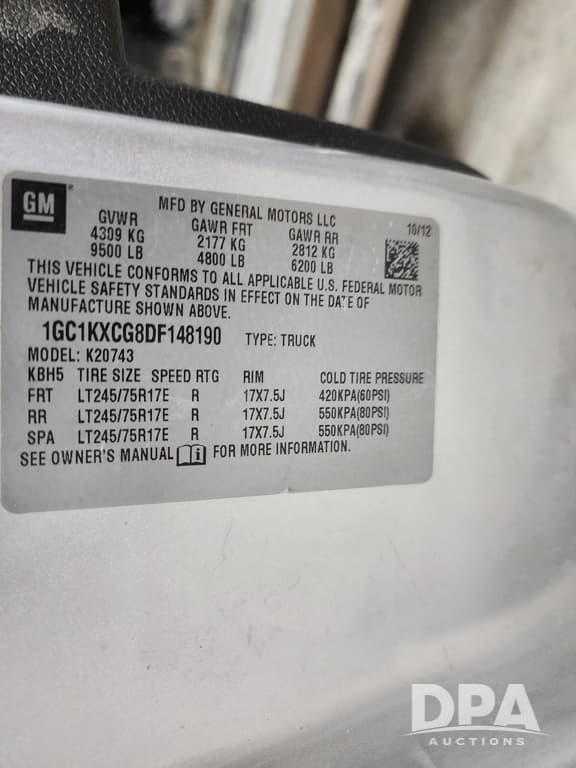 GM
MFD BY GENERAL MOTORS LLC
10/12
GVWR GAWR FRT GAWR RR
4309 KG 2177 KG 2812 KG
9500 LB 4800 LB 6200 LB
THIS VEHICLE CONFORMS TO ALL APPLICABLE U.S. FEDERAL MOTOR
VEHICLE SAFETY STANDARDS IN EFFECT ON THE DATE OF
MANUFACTURE SHOWN ABOVE.
1GC1KXCG8DF148190 TYPE: TRUCK
MODEL: K20743
KBH5 TIRE SIZE SPEED RTG RIM COLD TIRE PRESSURE
FRT LT245/75R17E R 17X7.5J 420KPA(60PSI)
RR LT245/75R17E R 17X7.5J 550KPA(80PSI)
SPA LT245/75R17E R 17X7.5J 550KPA(80PSI)
SEE OWNER'S MANUAL i FOR MORE INFORMATION.
DPA
AUCTIONS